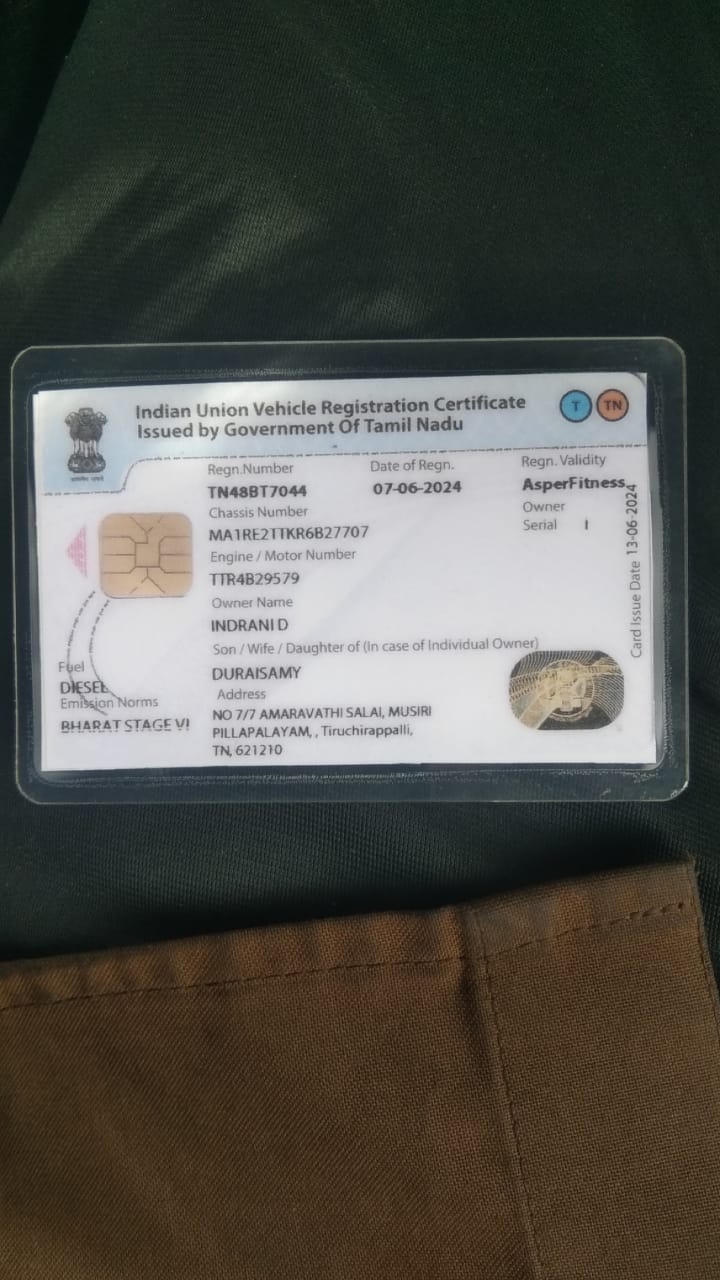 Indian Union Vehicle Registration Certificate
Issued by Government Of Tamil Nadu
T TN
Regn.Number
TN48BT7044
Date of Regn.
07-06-2024
Regn. Validity
AsperFitness
Chassis Number
MA1RE2TTKR6B27707
Owner
Serial 1
Engine / Motor Number
TTR4B29579
Owner Name
INDRANI D
Son / Wife / Daughter of (In case of Individual Owner)
DURAISAMY
Address
NO 7/7 AMARAVATHI SALAI, MUSIRI
PILLAPALAYAM, , Tiruchirappalli,
TN, 621210
Fuel
DIESEL
Emission Norms
BHARAT STAGE VI
Card Issue Date 13-06-2024